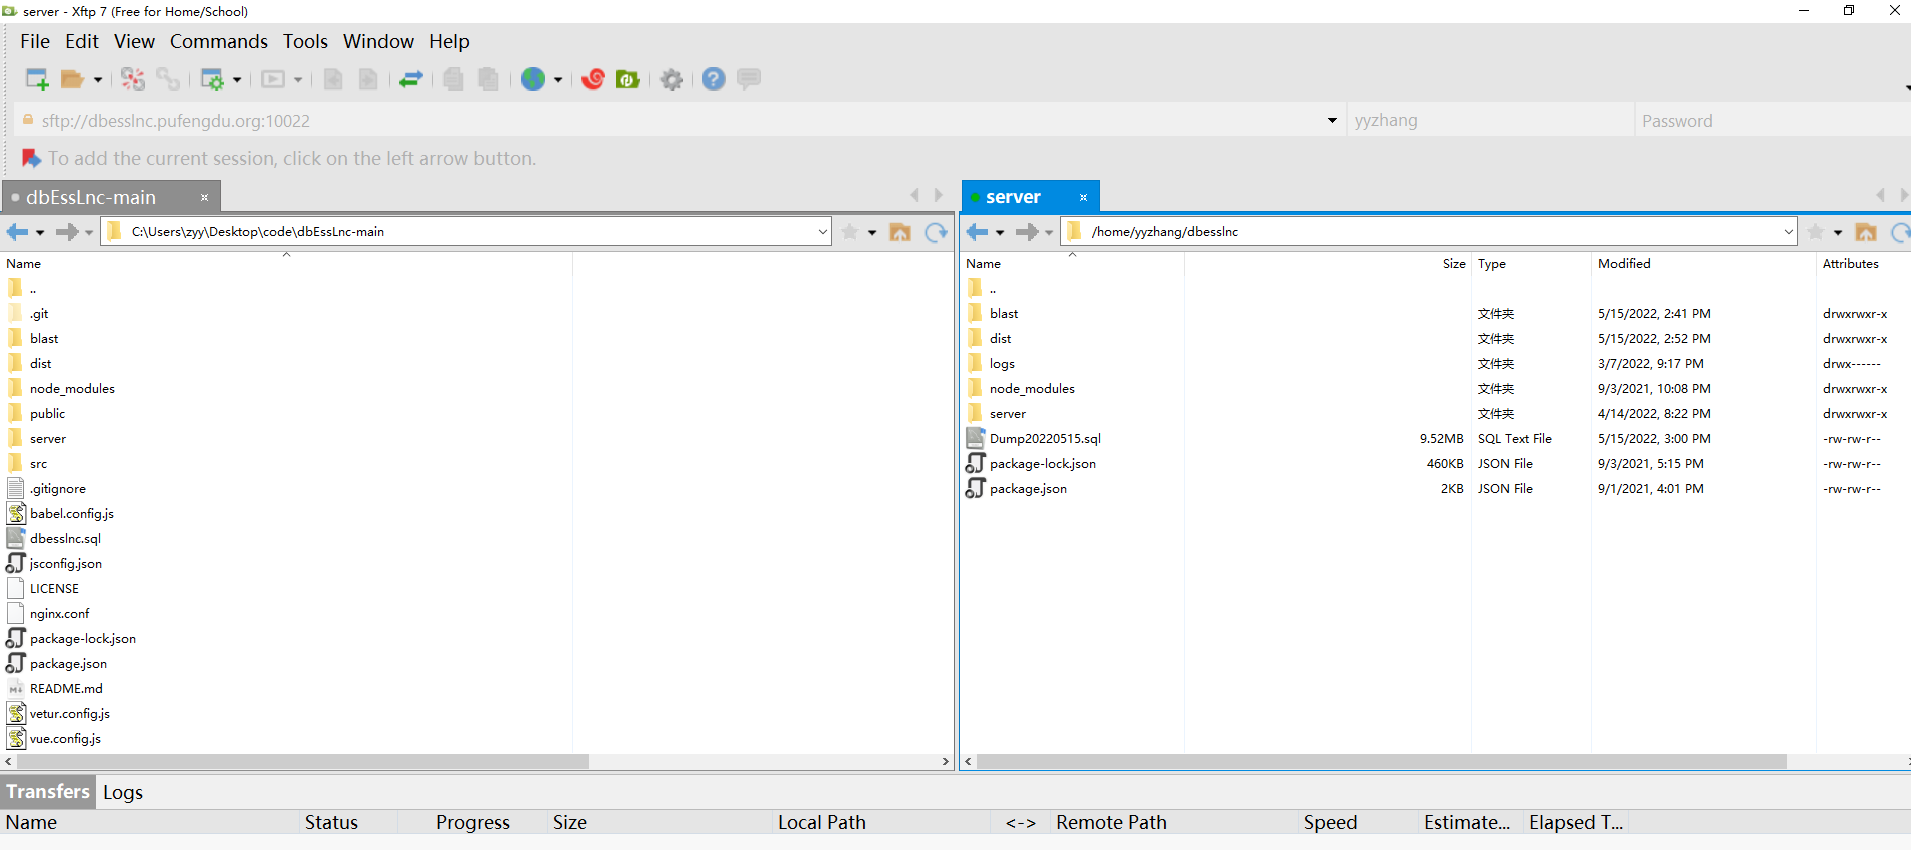 server - Xftp 7 (Free for Home/School)
File Edit View Commands Tools Window Help
sftp://dbesslnc.pufengdu.org:10022 yyzhang Password
To add the current session, click on the left arrow button.
dbEssLnc-main
C:\Users\zyy\Desktop\code\dbEssLnc-main
Name
..
.git
blast
dist
node_modules
public
server
src
.gitignore
babel.config.js
dbesslnc.sql
jsconfig.json
LICENSE
nginx.conf
package-lock.json
package.json
README.md
vetur.config.js
vue.config.js
server
/home/yyzhang/dbesslnc
Name Size Type Modified Attributes
..
blast 文件夹 5/15/2022, 2:41 PM drwxrwxr-x
dist 文件夹 5/15/2022, 2:52 PM drwxrwxr-x
logs 文件夹 3/7/2022, 9:17 PM drwx------
node_modules 文件夹 9/3/2021, 10:08 PM drwxrwxr-x
server 文件夹 4/14/2022, 8:22 PM drwxrwxr-x
Dump20220515.sql 9.52MB SQL Text File 5/15/2022, 3:00 PM -rw-rw-r--
package-lock.json 460KB JSON File 9/3/2021, 5:15 PM -rw-rw-r--
package.json 2KB JSON File 9/1/2021, 4:01 PM -rw-rw-r--
Transfers Logs
Name Status Progress Size Local Path <-> Remote Path Speed Estimate... Elapsed T...